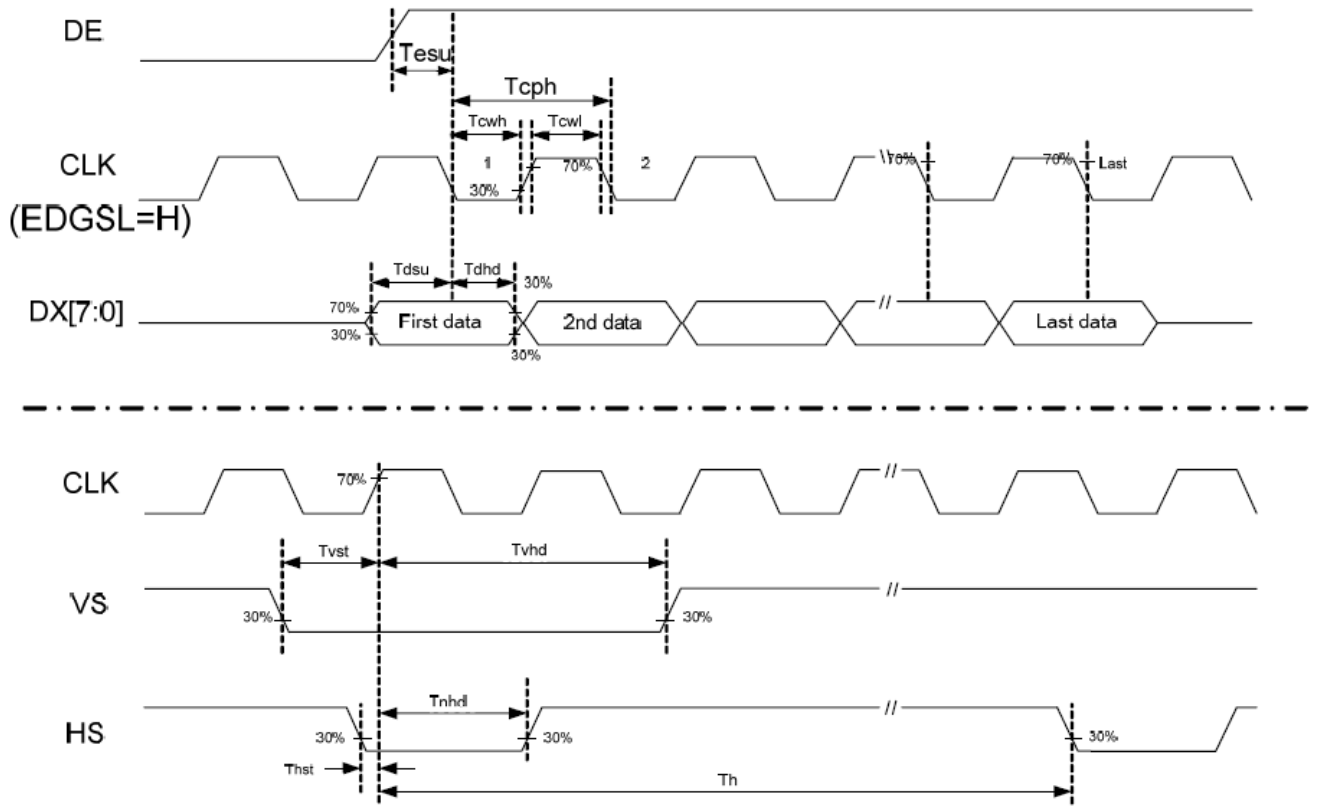 DE
Tesu
Tcph
Tcwh
Tcwl
CLK
1
70%
2
//
70%
70%
Last
30%
(EDGSL=H)
Tdsu
Tdhd
30%
DX[7:0]
70%
First data
2nd data
//
Last data
30%
30%
CLK
70%
//
Tvst
Tvhd
VS
30%
30%
//
HS
30%
30%
//
30%
Thst
Th